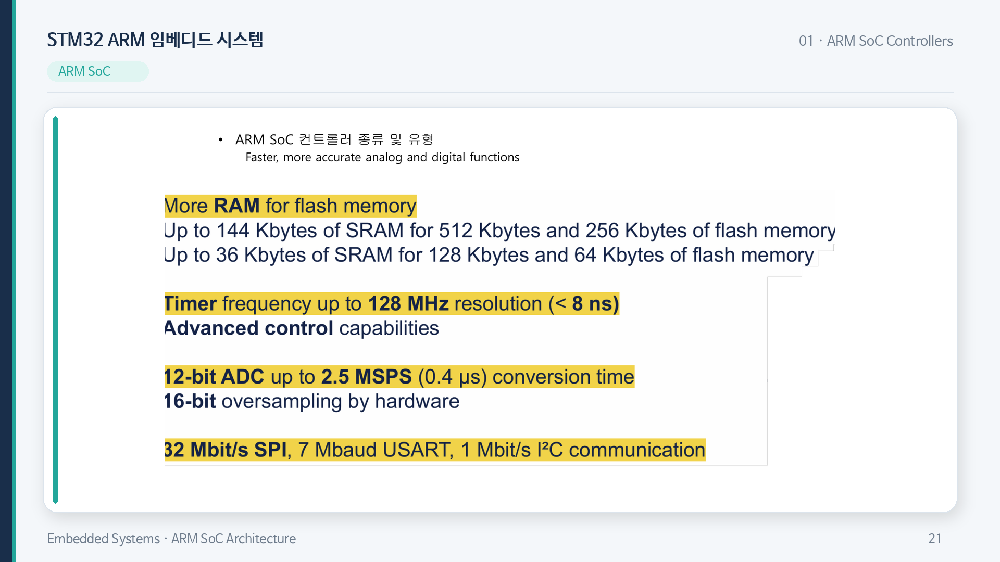 STM32 ARM 임베디드 시스템
01 · ARM SoC Controllers
ARM SoC
• ARM SoC 컨트롤러 종류 및 유형
Faster, more accurate analog and digital functions
More RAM for flash memory
Up to 144 Kbytes of SRAM for 512 Kbytes and 256 Kbytes of flash memory
Up to 36 Kbytes of SRAM for 128 Kbytes and 64 Kbytes of flash memory
Timer frequency up to 128 MHz resolution (< 8 ns)
Advanced control capabilities
12-bit ADC up to 2.5 MSPS (0.4 µs) conversion time
16-bit oversampling by hardware
32 Mbit/s SPI, 7 Mbaud USART, 1 Mbit/s I²C communication
Embedded Systems · ARM SoC Architecture
21